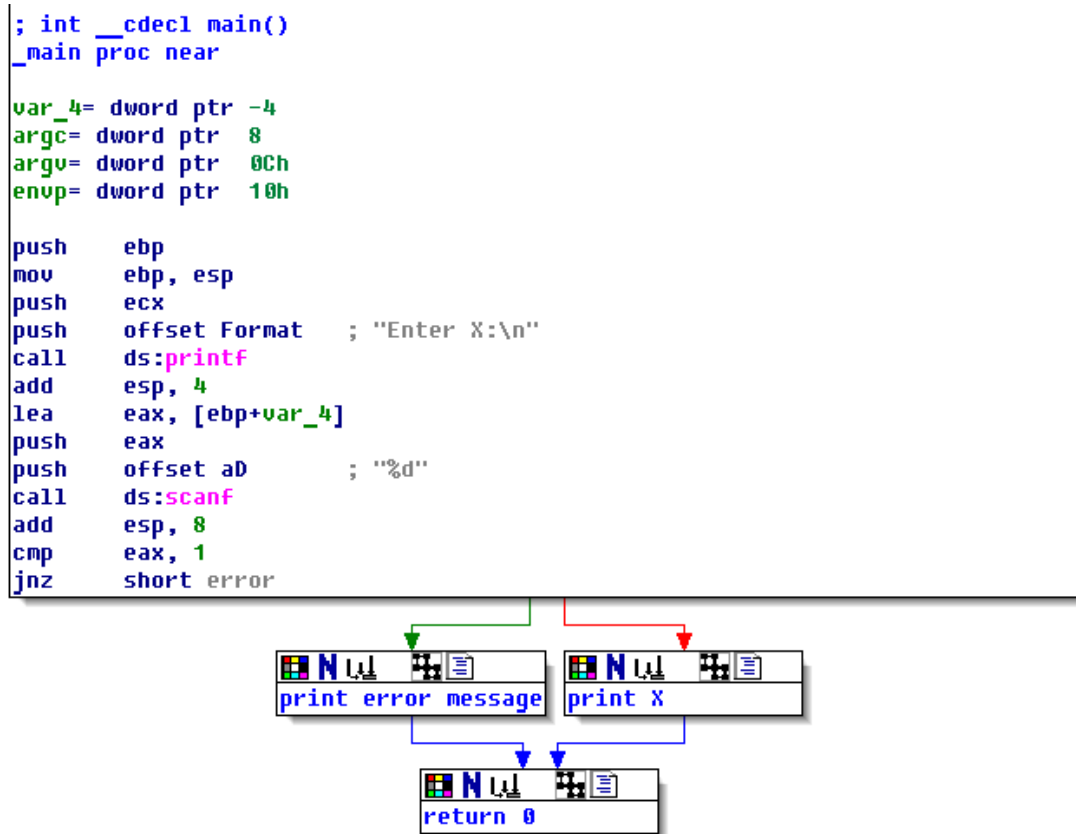 ; int __cdecl main()
_main proc near
var_4= dword ptr -4
argc= dword ptr  8
argv= dword ptr  0Ch
envp= dword ptr  10h
push    ebp
mov     ebp, esp
push    ecx
push    offset Format   ; "Enter X:\n"
call    ds:printf
add     esp, 4
lea     eax, [ebp+var_4]
push    eax
push    offset aD       ; "%d"
call    ds:scanf
add     esp, 8
cmp     eax, 1
jnz     short error
print error message
print X
return 0